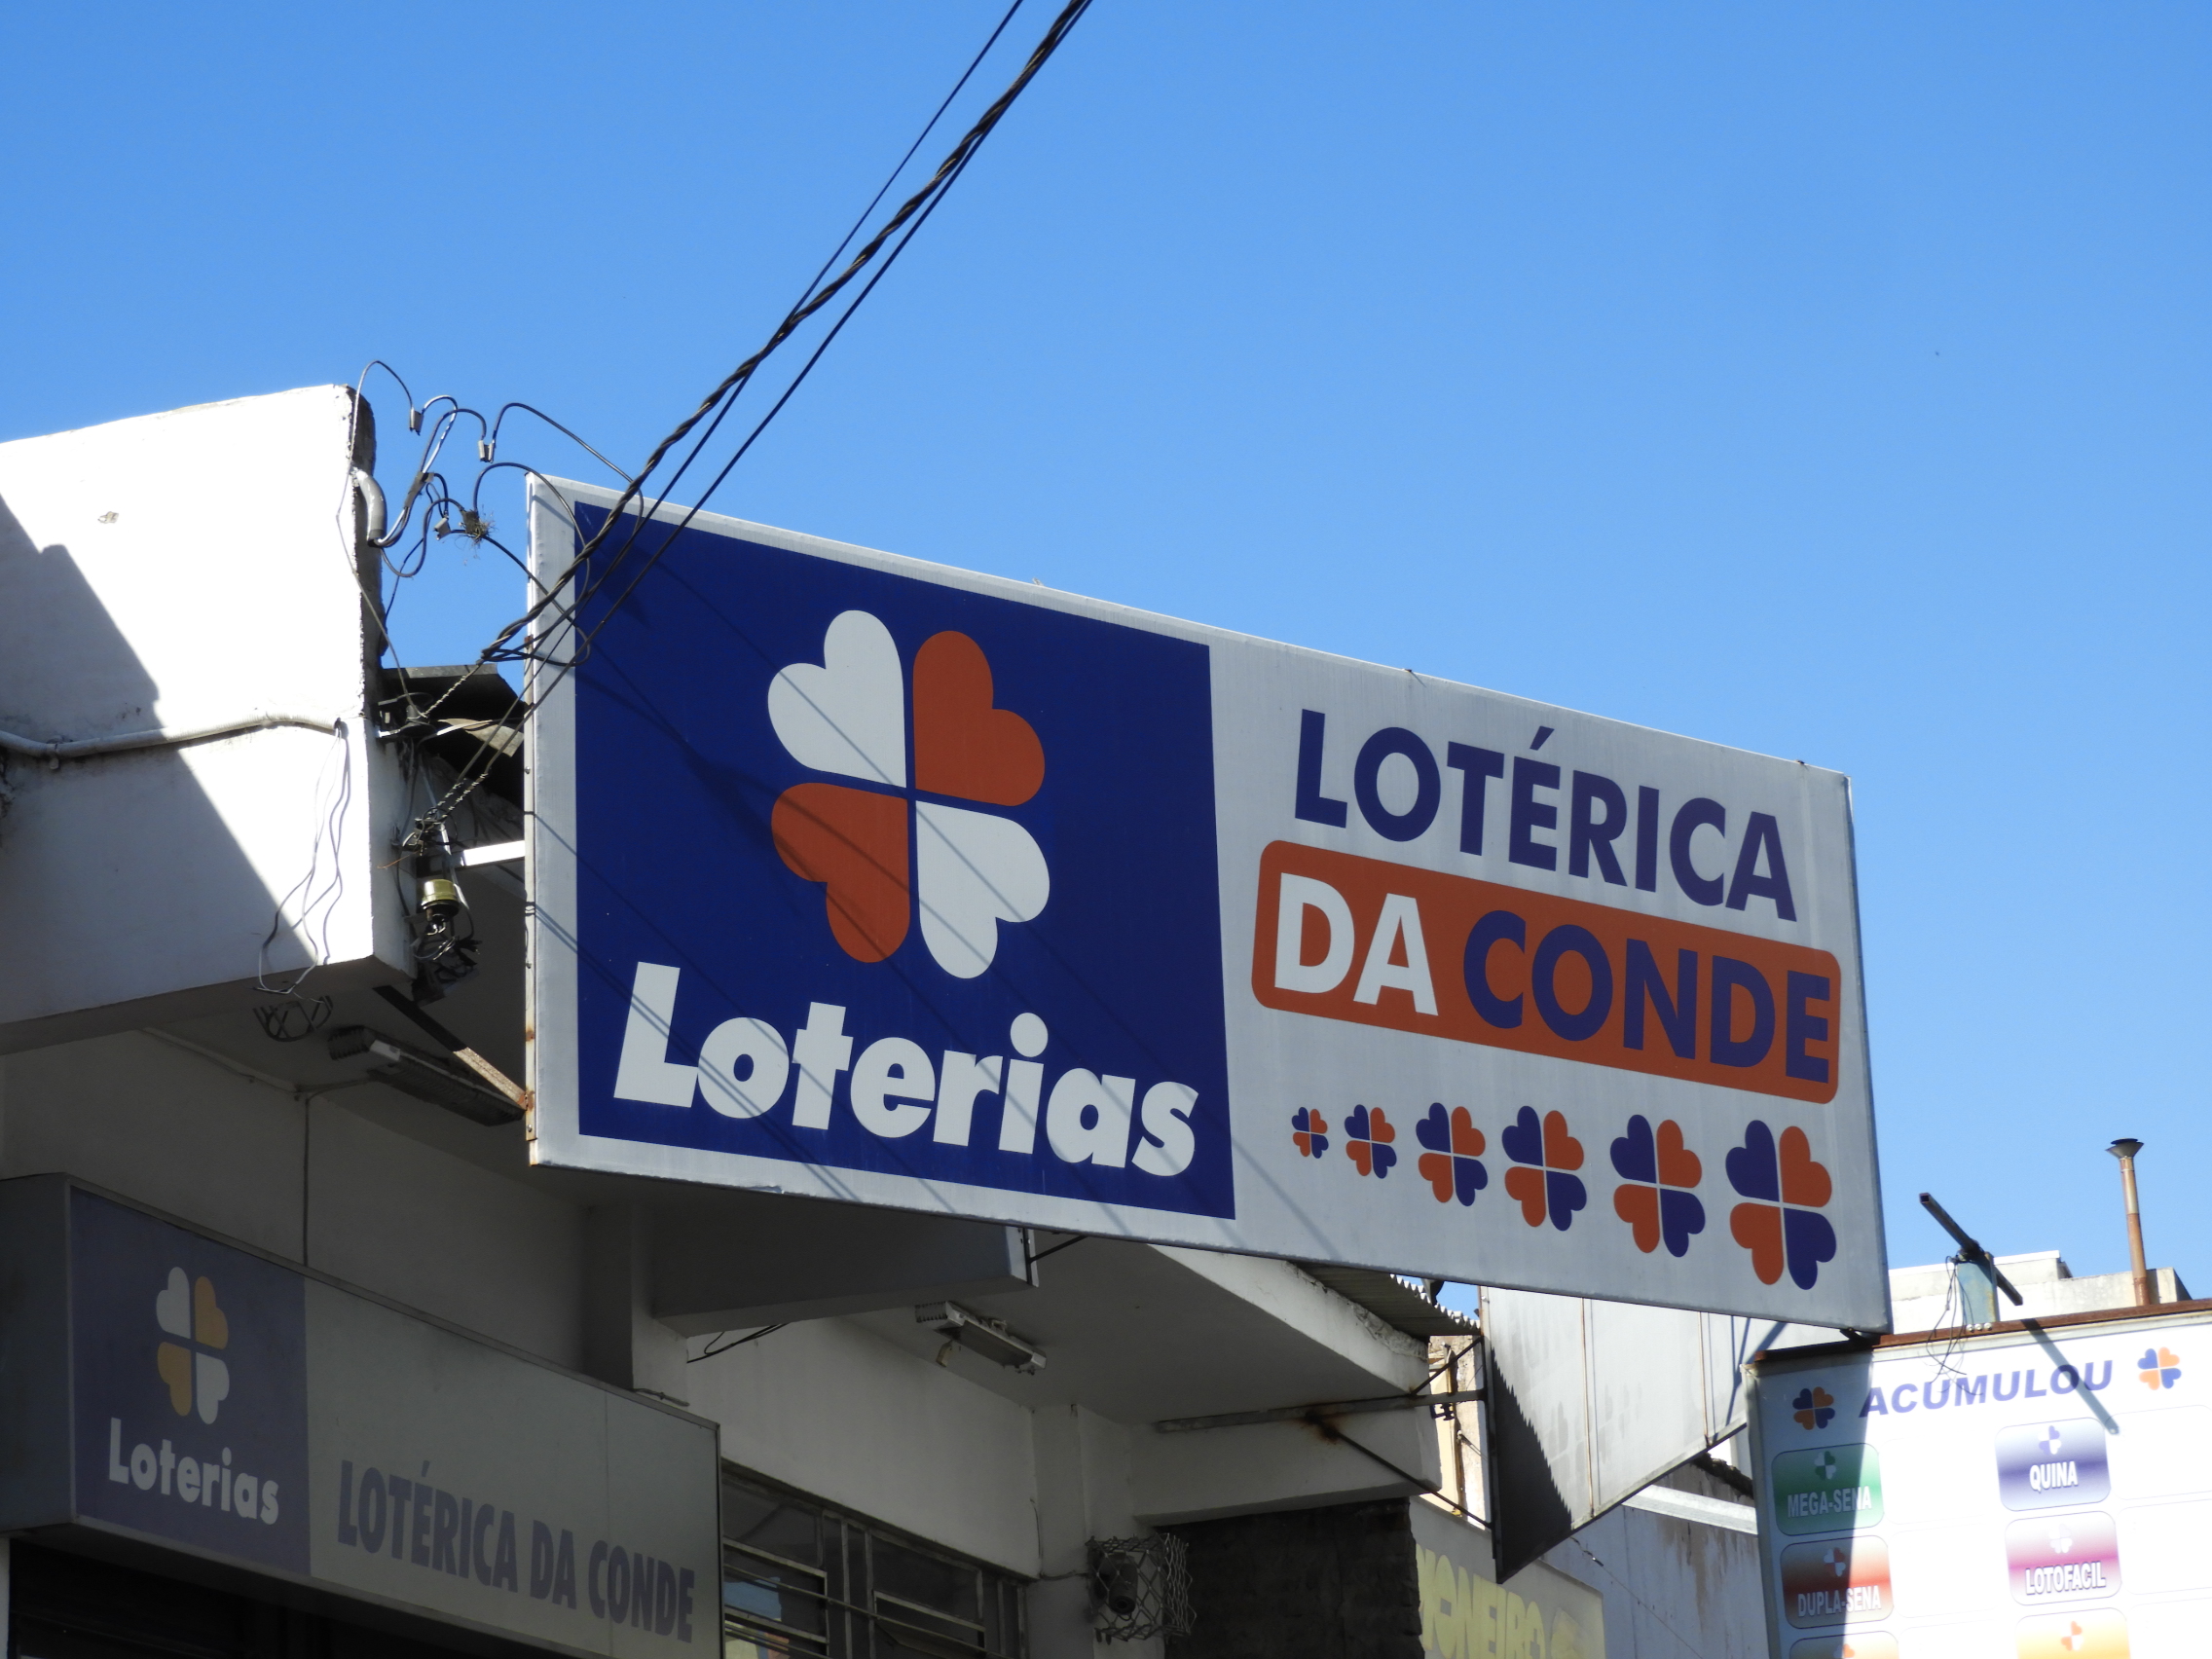 Loterias
LOTÉRICA
DA CONDE
Loterias
LOTÉRICA DA CONDE
ACUMULOU
MEGA-SENA
QUINA
DUPLA-SENA
LOTOFACIL